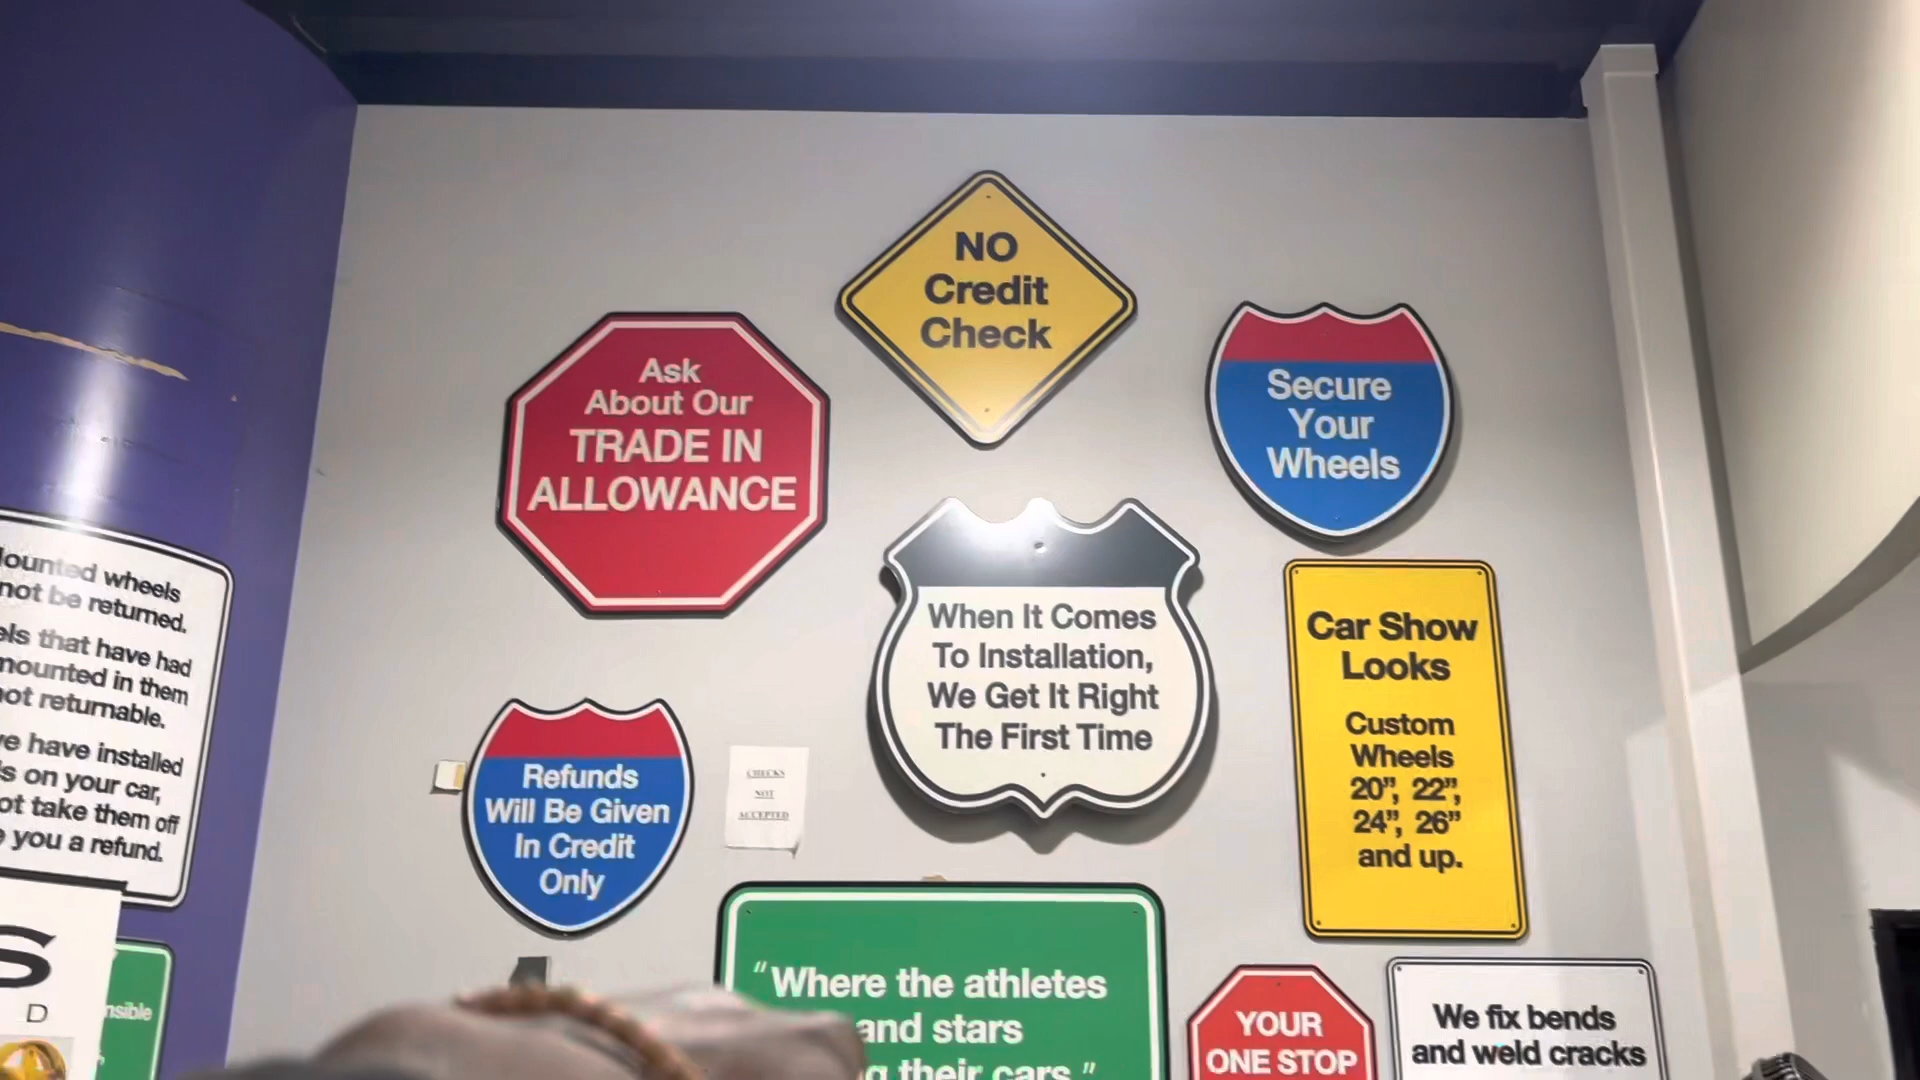 NO
Credit
Check
Ask
About Our
TRADE IN
ALLOWANCE
Secure
Your
Wheels
When It Comes
To Installation,
We Get It Right
The First Time
Car Show
Looks
Custom
Wheels
20”, 22”,
24”, 26”
and up.
wheels
not be returned.
that have had
mounted in them
not returnable.
have installed
on your car,
take them off
you a refund.
Refunds
Will Be Given
In Credit
Only
CHECKS
NOT
ACCEPTED
“Where the athletes
and stars
their cars.”
YOUR
ONE STOP
We fix bends
and weld cracks
S
D